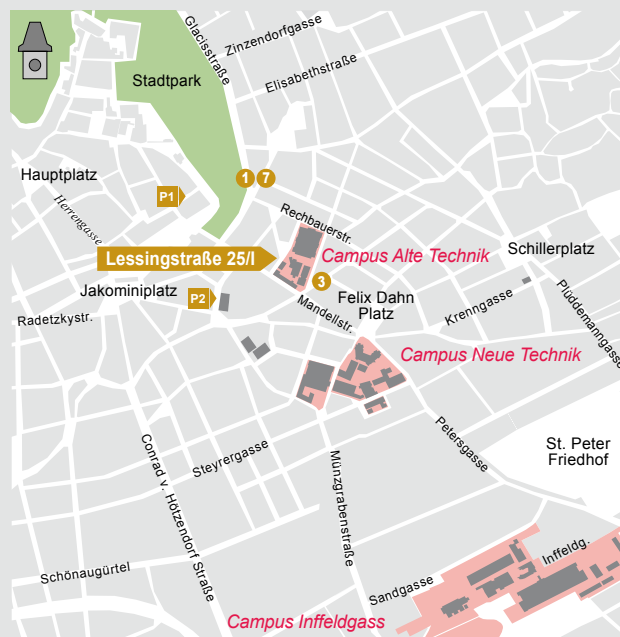 Glacisstraße
Zinzendorfgasse
Elisabethstraße
Stadtpark
Hauptplatz
1
7
P1
Herrengasse
Rechbauerstr.
Lessingstraße 25/I
Campus Alte Technik
Schillerplatz
3
Jakominiplatz
P2
Felix Dahn
Platz
Mandellstr.
Krenngasse
Plüddemanngasse
Radetzkystr.
Campus Neue Technik
Petersgasse
St. Peter
Friedhof
Steyrergasse
Münzgrabenstraße
Conrad v. Hötzendorf Straße
Schönaugürtel
Inffeldg.
Sandgasse
Campus Inffeldgass